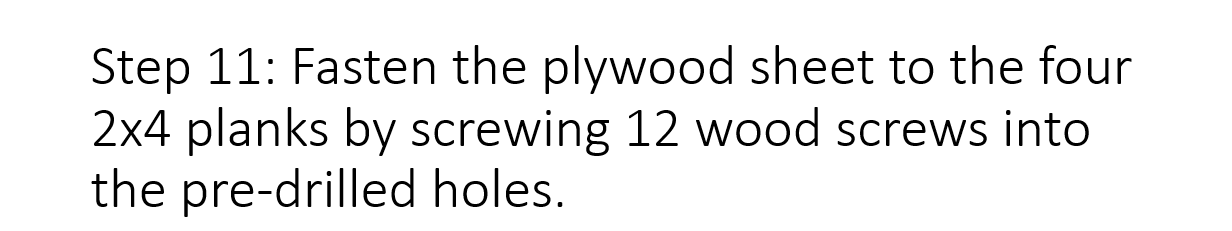 Step 11: Fasten the plywood sheet to the four
2x4 planks by screwing 12 wood screws into
the pre-drilled holes.